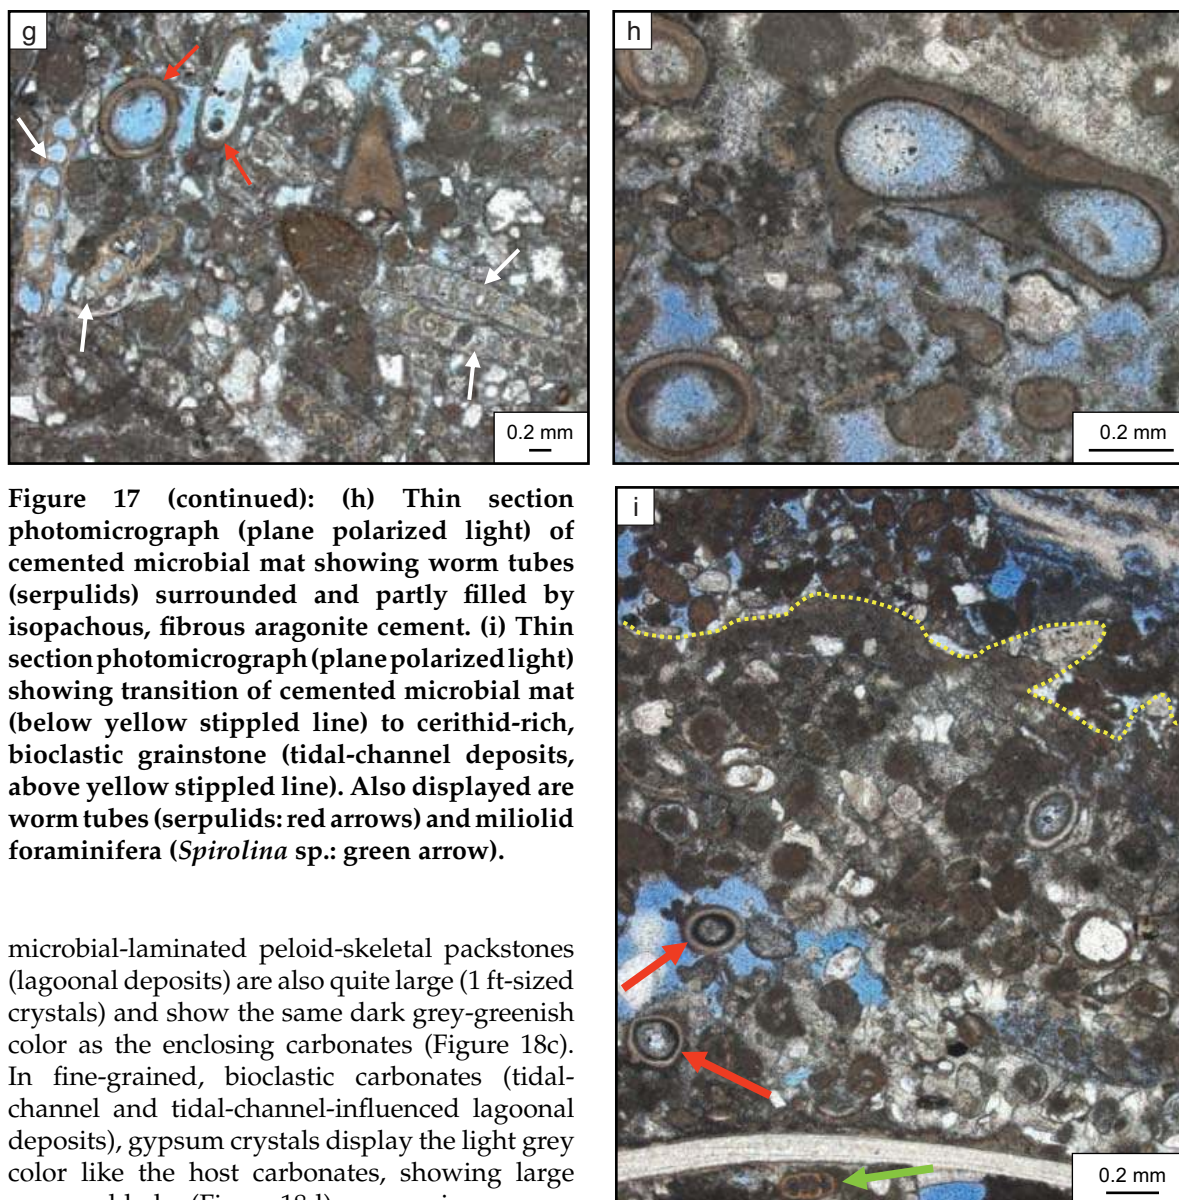 g
0.2 mm
h
0.2 mm
Figure 17 (continued): (h) Thin section
photomicrograph (plane polarized light) of
cemented microbial mat showing worm tubes
(serpulids) surrounded and partly filled by
isopachous, fibrous aragonite cement. (i) Thin
section photomicrograph (plane polarized light)
showing transition of cemented microbial mat
(below yellow stippled line) to cerithid-rich,
bioclastic grainstone (tidal-channel deposits,
above yellow stippled line). Also displayed are
worm tubes (serpulids: red arrows) and miliolid
foraminifera (Spirolina sp.: green arrow).
microbial-laminated peloid-skeletal packstones
(lagoonal deposits) are also quite large (1 ft-sized
crystals) and show the same dark grey-greenish
color as the enclosing carbonates (Figure 18c).
In fine-grained, bioclastic carbonates (tidal-
channel and tidal-channel-influenced lagoonal
deposits), gypsum crystals display the light grey
color like the host carbonates, showing large
i
0.2 mm